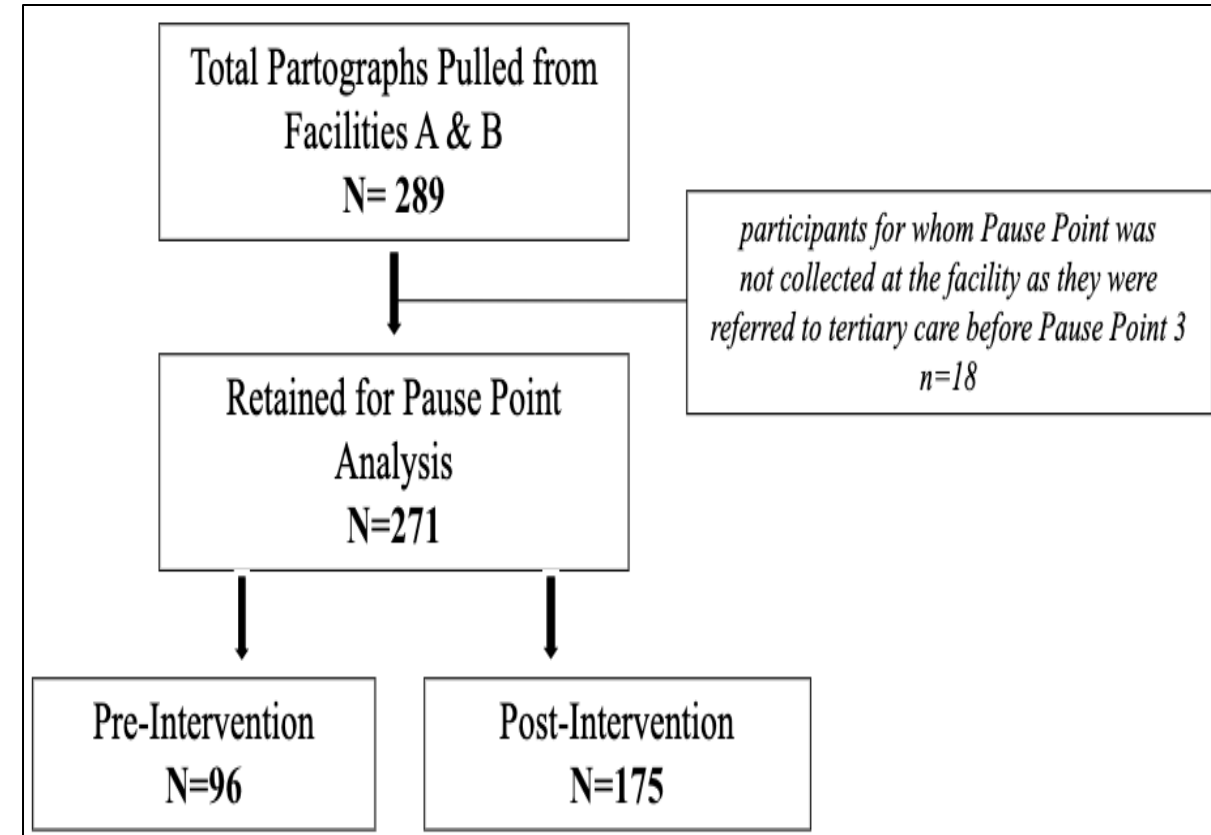 Total Partographs Pulled from
Facilities A & B
N= 289
participants for whom Pause Point was
not collected at the facility as they were
referred to tertiary care before Pause Point 3
n=18
Retained for Pause Point
Analysis
N=271
Pre-Intervention
N=96
Post-Intervention
N=175